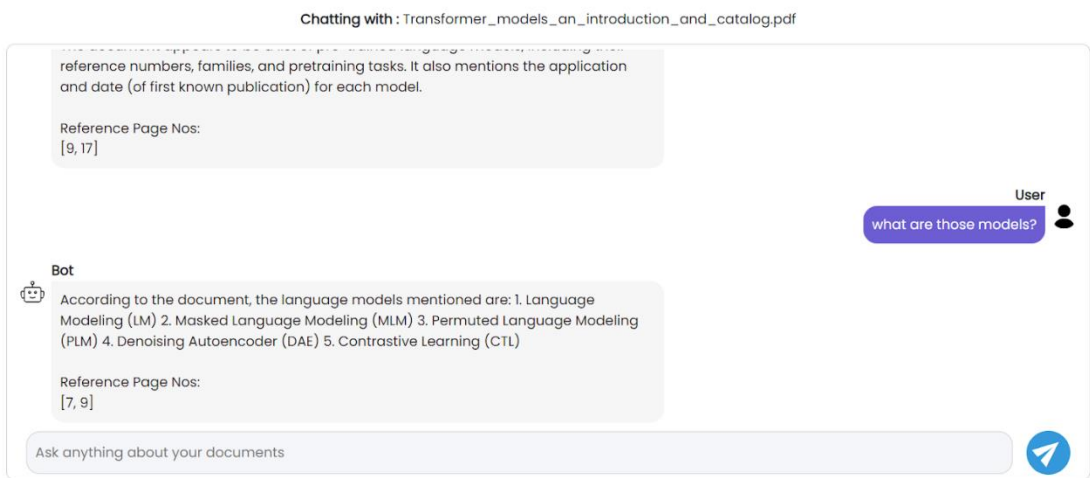 Chatting with : Transformer_models_an_introduction_and_catalog.pdf
reference numbers, families, and pretraining tasks. It also mentions the application
and date (of first known publication) for each model.
Reference Page Nos:
[9, 17]
User
what are those models?
Bot
According to the document, the language models mentioned are: 1. Language
Modeling (LM) 2. Masked Language Modeling (MLM) 3. Permuted Language Modeling
(PLM) 4. Denoising Autoencoder (DAE) 5. Contrastive Learning (CTL)
Reference Page Nos:
[7, 9]
Ask anything about your documents